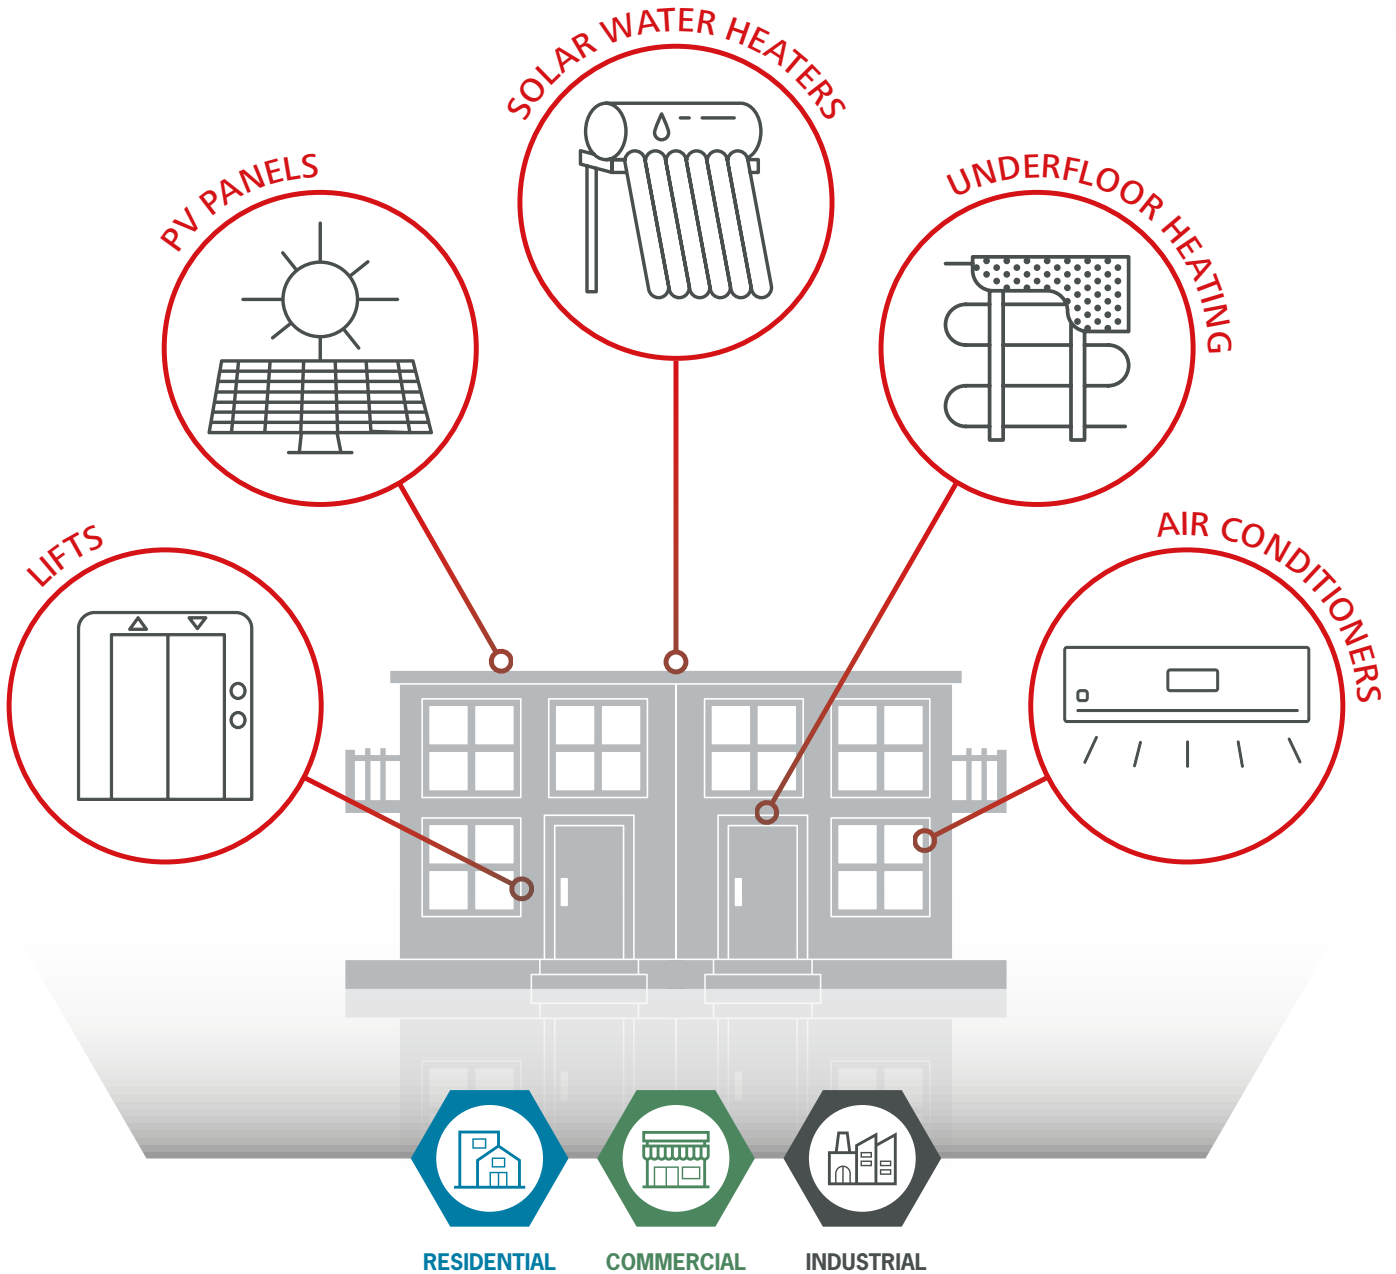 SOLAR WATER HEATERS
PV PANELS
UNDERFLOOR HEATING
LIFTS
AIR CONDITIONERS
RESIDENTIAL
COMMERCIAL
INDUSTRIAL